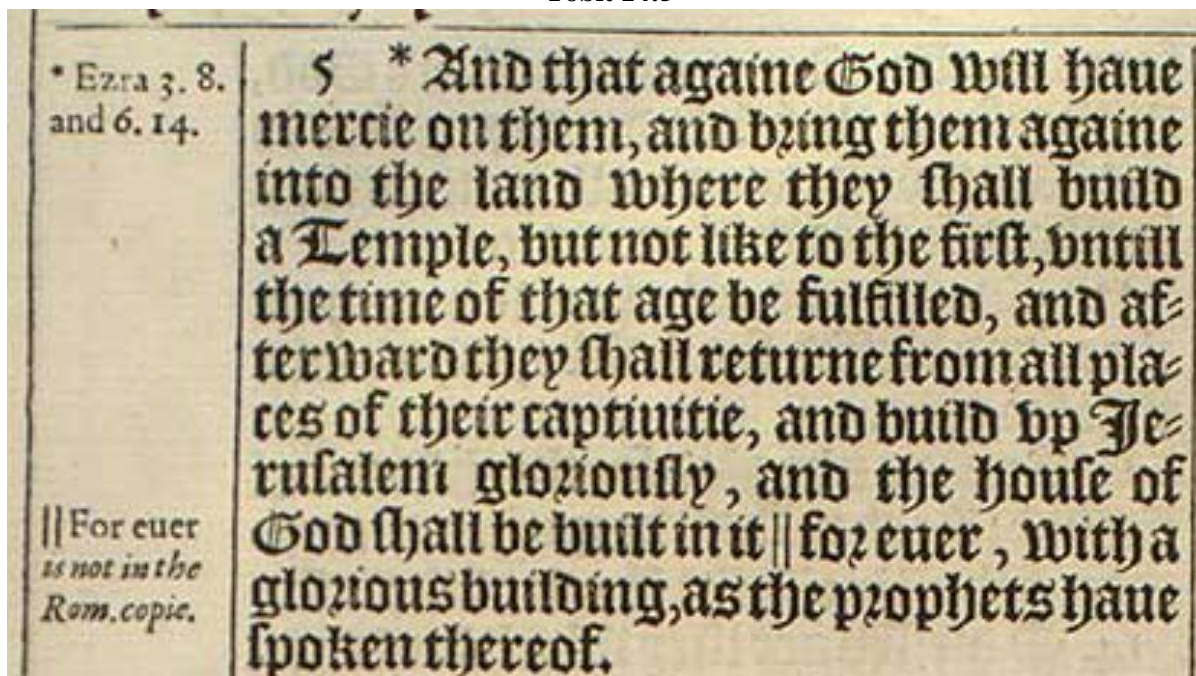 * Ezra 3. 8.
and 6. 14.
5 * And that againe God will haue
mercie on them, and bring them againe
into the land where they shall build
a Temple, but not like to the first, vntill
the time of that age be fulfilled, and af-
terward they shall returne from all pla-
ces of their captiuitie, and build vp Je-
rusalem gloriously, and the house of
God shall be built in it || for euer, with a
glorious building, as the prophets haue
spoken thereof.
|| For euer
is not in the
Rom. copie.